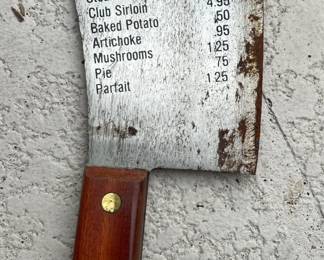 Club Sirloin 4.95
Baked Potato .50
Artichoke .95
Mushrooms 1.25
Pie .75
Parfait 1.25